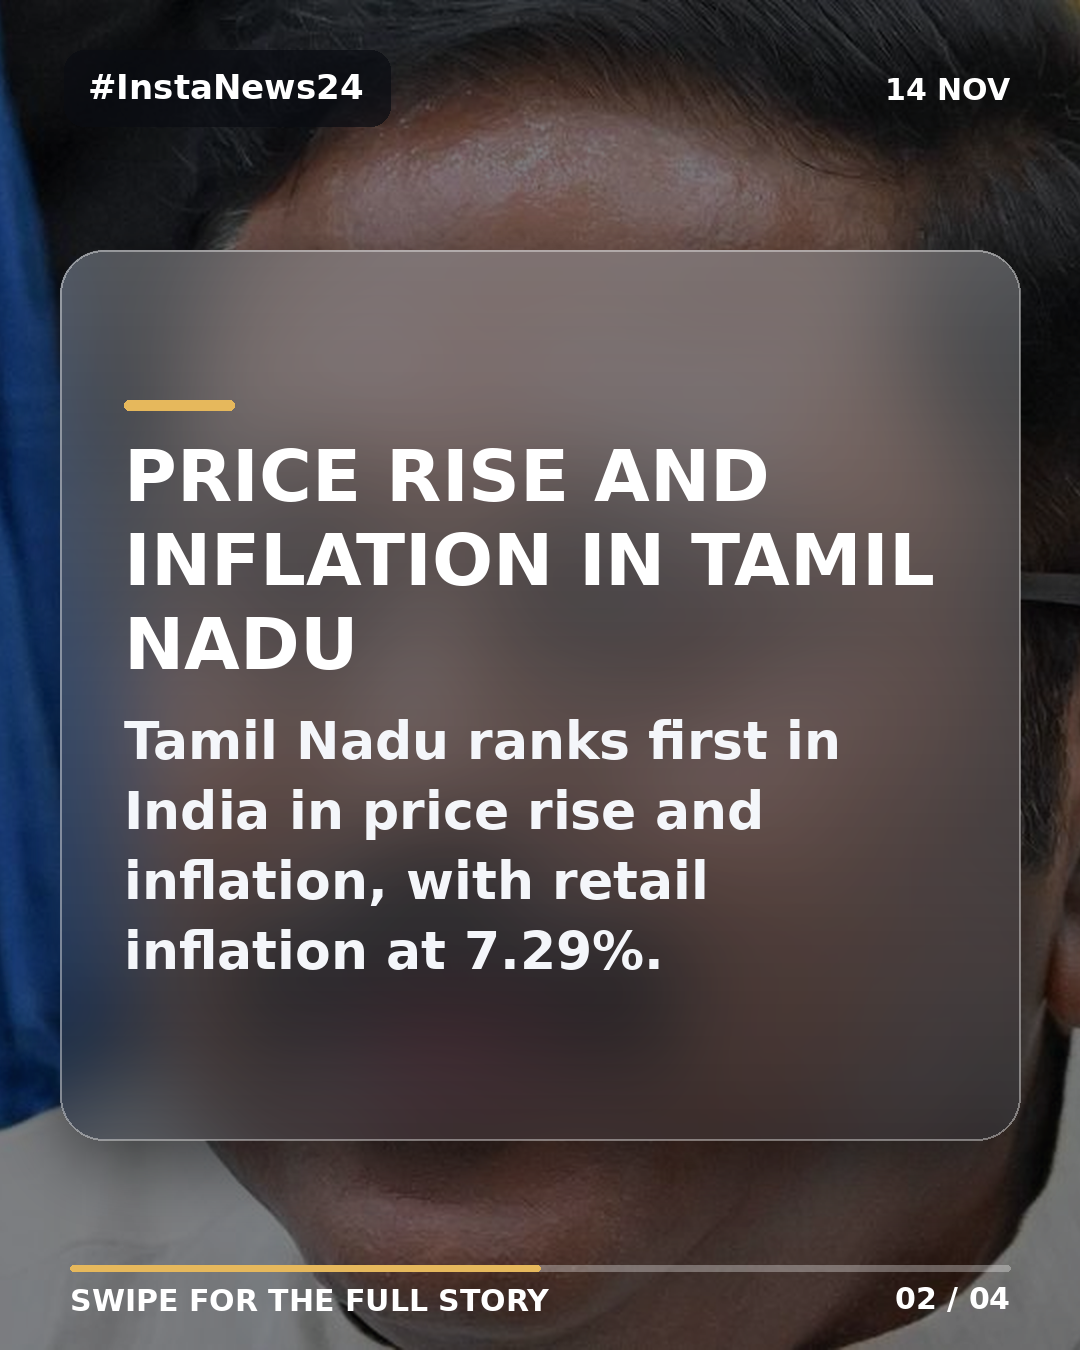 #InstaNews24
14 NOV
PRICE RISE AND
INFLATION IN TAMIL
NADU
Tamil Nadu ranks first in
India in price rise and
inflation, with retail
inflation at 7.29%.
SWIPE FOR THE FULL STORY
02 / 04